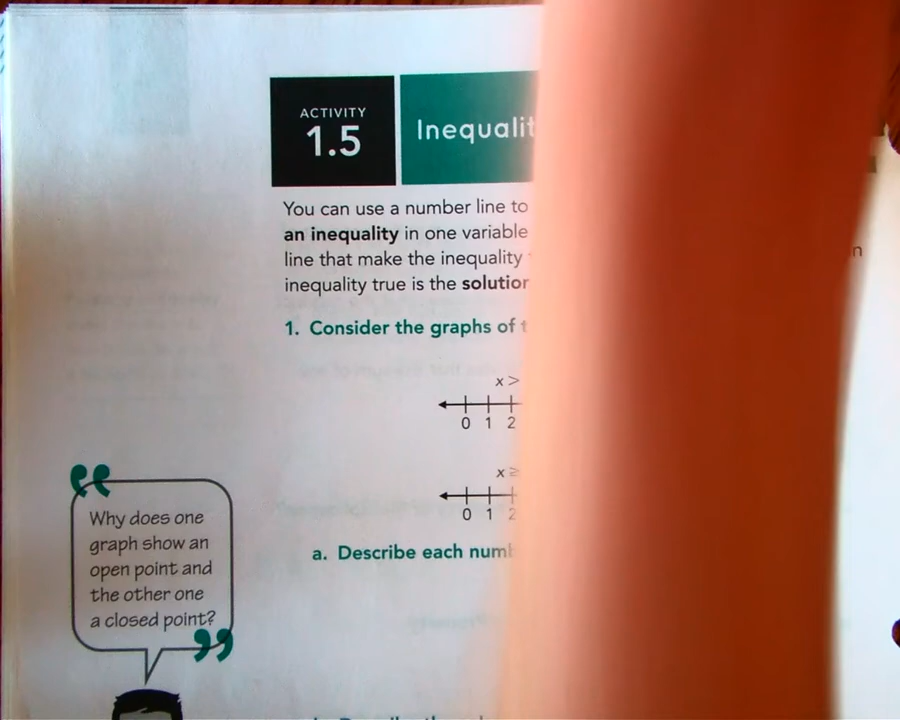 ACTIVITY
1.5
Inequalit
You can use a number line to
an inequality in one variable
line that make the inequality
inequality true is the solution
1. Consider the graphs of
x >
0 1 2
x ≥
0 1 2
a. Describe each num
Why does one
graph show an
open point and
the other one
a closed point?